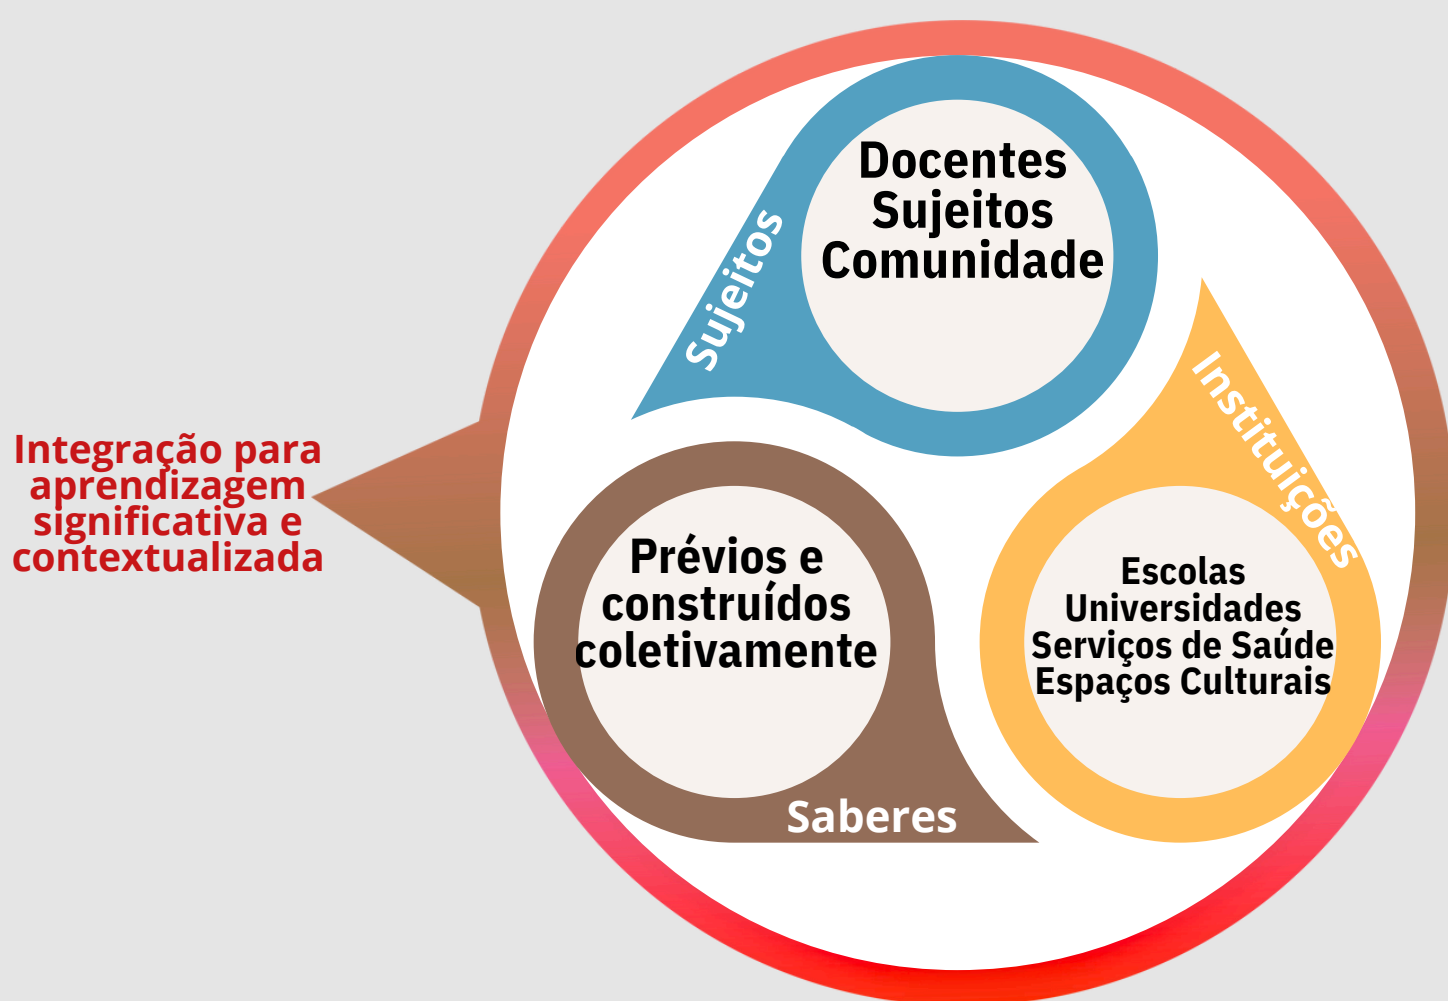 Docentes
Sujeitos
Comunidade
Sujeitos
Instituições
Integração para
aprendizagem
significativa e
contextualizada
Prévios e
construídos
coletivamente
Saberes
Escolas
Universidades
Serviços de Saúde
Espaços Culturais